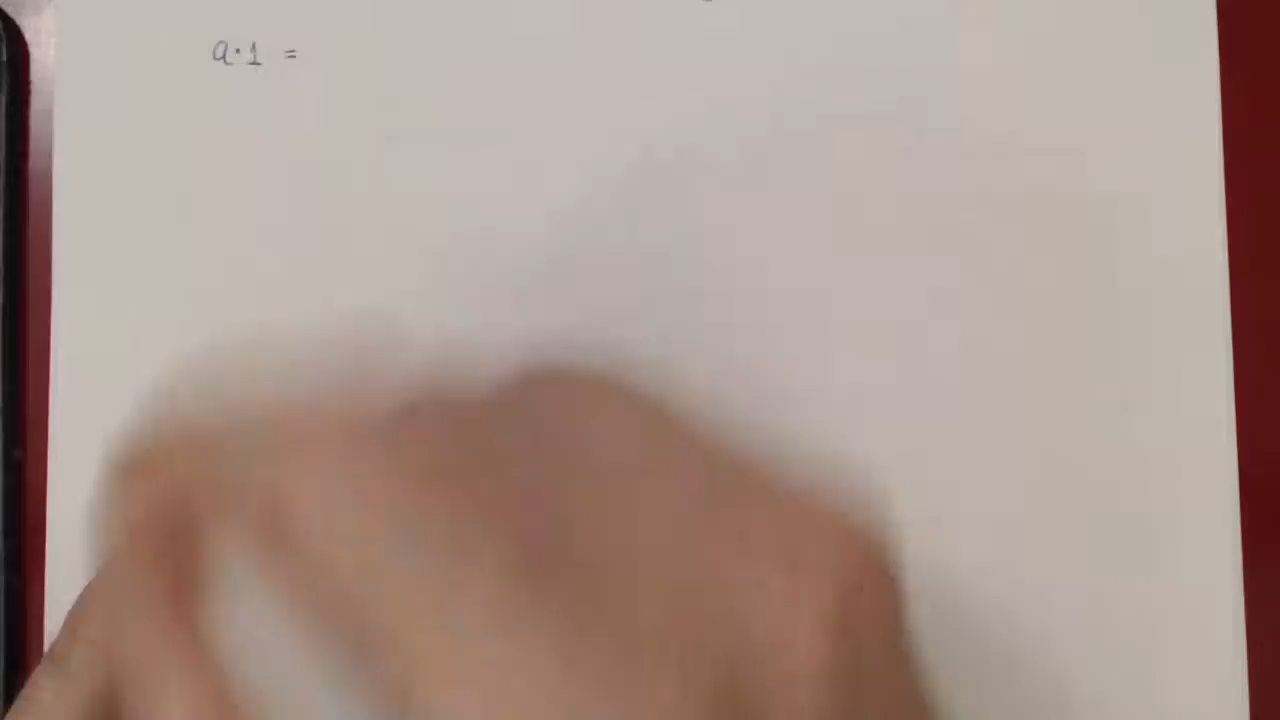 a·1 =